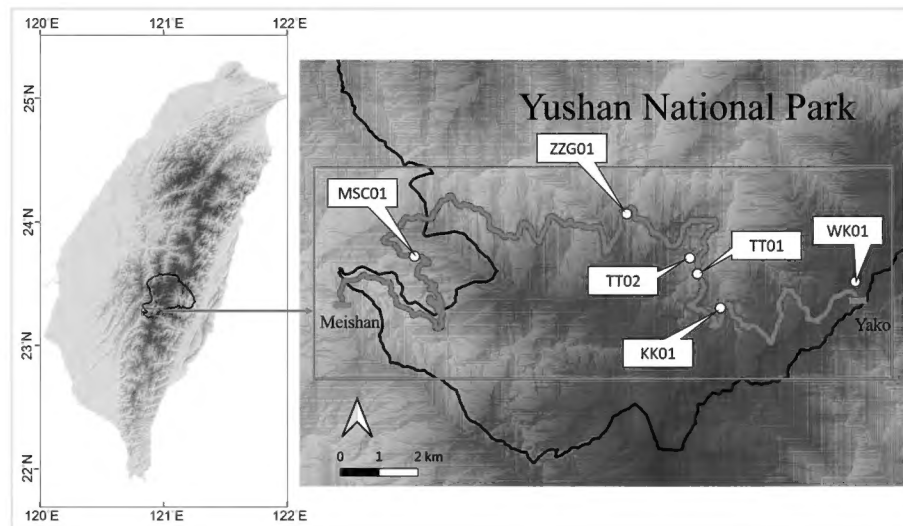 120°E
121°E
122°E
25°N
24°N
23°N
22°N
120°E
121°E
122°E
Yushan National Park
ZZG01
MSC01
WK01
TT01
TT02
Meishan
Yako
KK01
0 1 2 km